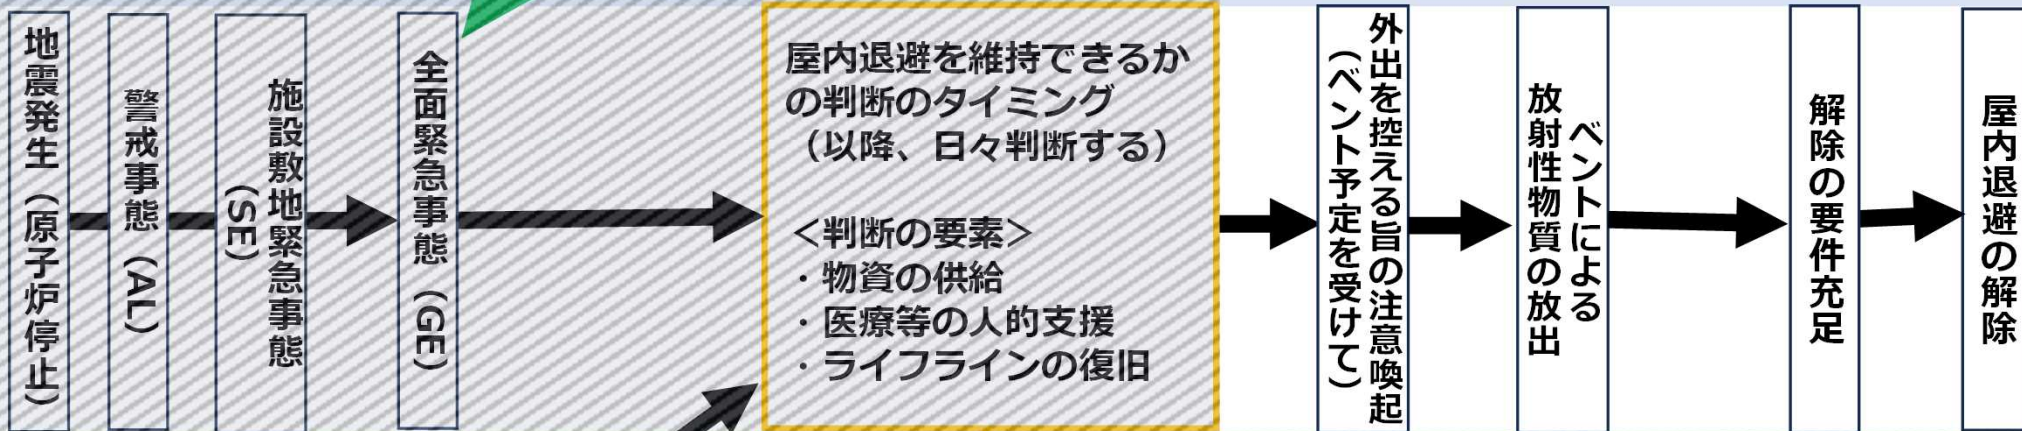 地震発生（原子炉停止）
警戒事態（AL）
施設敷地緊急事態
（SE）
全面緊急事態（GE）
屋内退避を維持できるか
の判断のタイミング
（以降、日々判断する）
＜判断の要素＞
・物資の供給
・医療等の人的支援
・ライフラインの復旧
外出を控える旨の注意喚起
（ベント予定を受けて）
ベントによる
放射性物質の放出
解除の要件充足
屋内退避の解除